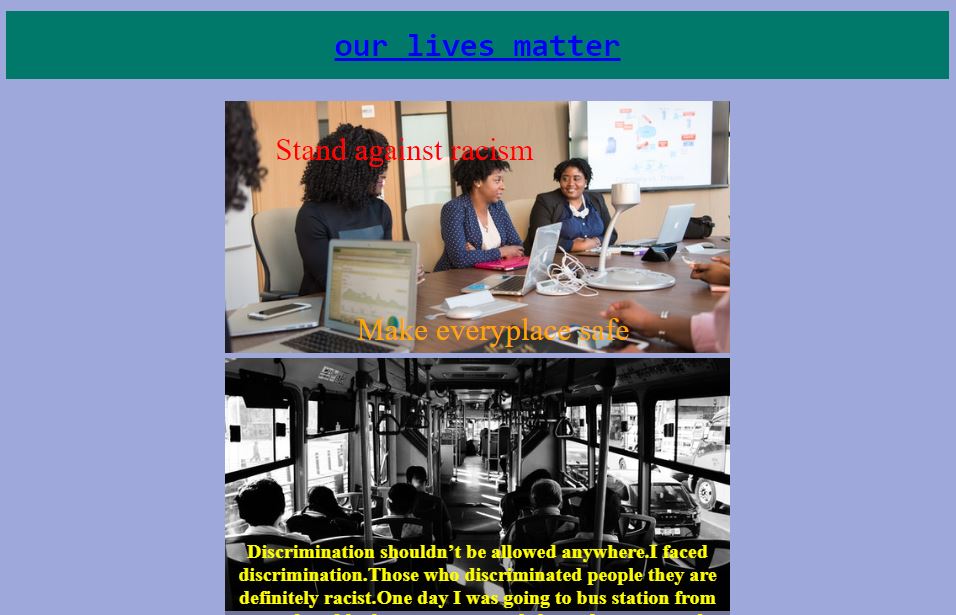 our lives matter
Stand against racism
Make everyplace safe
Discrimination shouldn’t be allowed anywhere.I faced
discrimination.Those who discriminated people they are
definitely racist.One day I was going to bus station from